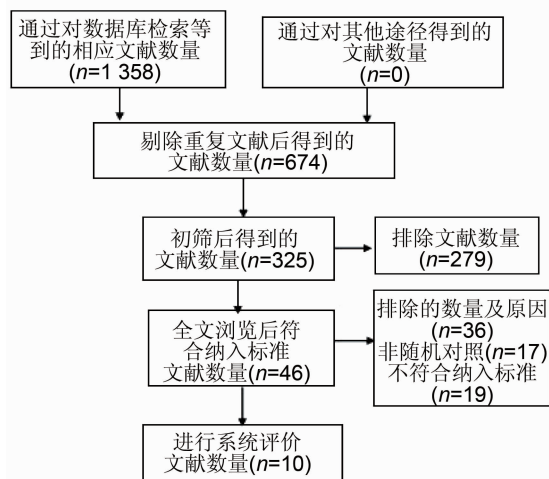 通过对数据库检索等
到的相应文献数量
(n=1 358)
通过对其他途径得到的
文献数量
(n=0)
剔除重复文献后得到的
文献数量(n=674)
初筛后得到的
文献数量(n=325)
排除文献数量
(n=279)
全文浏览后符
合纳入标准
文献数量(n=46)
排除的数量及原因
(n=36)
非随机对照(n=17)
不符合纳入标准
(n=19)
进行系统评价
文献数量(n=10)